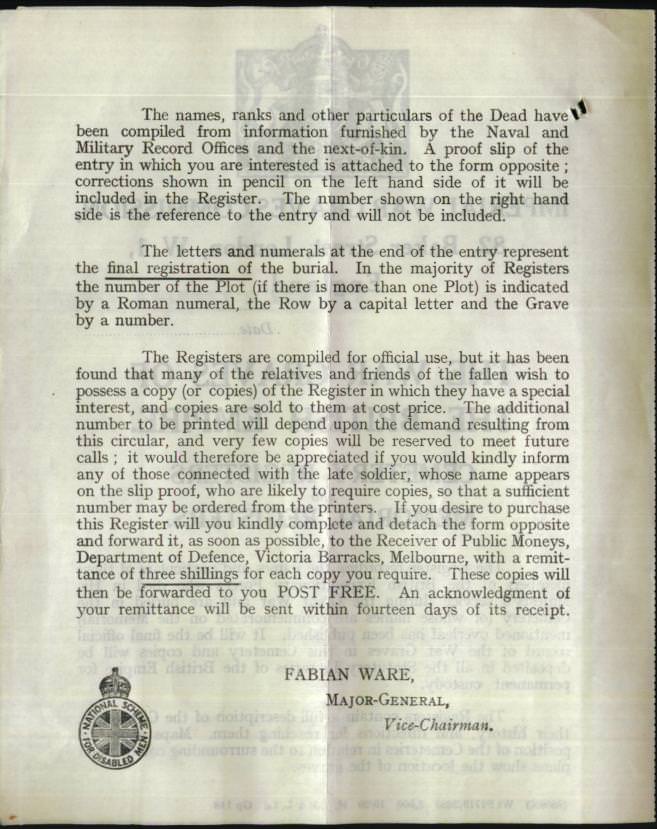 The names, ranks and other particulars of the Dead have
been compiled from information furnished by the Naval and
Military Record Offices and the next-of-kin. A proof slip of the
entry in which you are interested is attached to the form opposite ;
corrections shown in pencil on the left hand side of it will be
included in the Register. The number shown on the right hand
side is the reference to the entry and will not be included.
The letters and numerals at the end of the entry represent
the final registration of the burial. In the majority of Registers
the number of the Plot (if there is more than one Plot) is indicated
by a Roman numeral, the Row by a capital letter and the Grave
by a number.
The Registers are compiled for official use, but it has been
found that many of the relatives and friends of the fallen wish to
possess a copy (or copies) of the Register in which they have a special
interest, and copies are sold to them at cost price. The additional
number to be printed will depend upon the demand resulting from
this circular, and very few copies will be reserved to meet future
calls ; it would therefore be appreciated if you would kindly inform
any of those connected with the late soldier, whose name appears
on the slip proof, who are likely to require copies, so that a sufficient
number may be ordered from the printers. If you desire to purchase
this Register will you kindly complete and detach the form opposite
and forward it, as soon as possible, to the Receiver of Public Moneys,
Department of Defence, Victoria Barracks, Melbourne, with a remit-
tance of three shillings for each copy you require. These copies will
then be forwarded to you POST FREE. An acknowledgment of
your remittance will be sent within fourteen days of its receipt.
FABIAN WARE,
MAJOR-GENERAL,
Vice-Chairman.
NATIONAL SCHEME
FOR DISABLED MEN